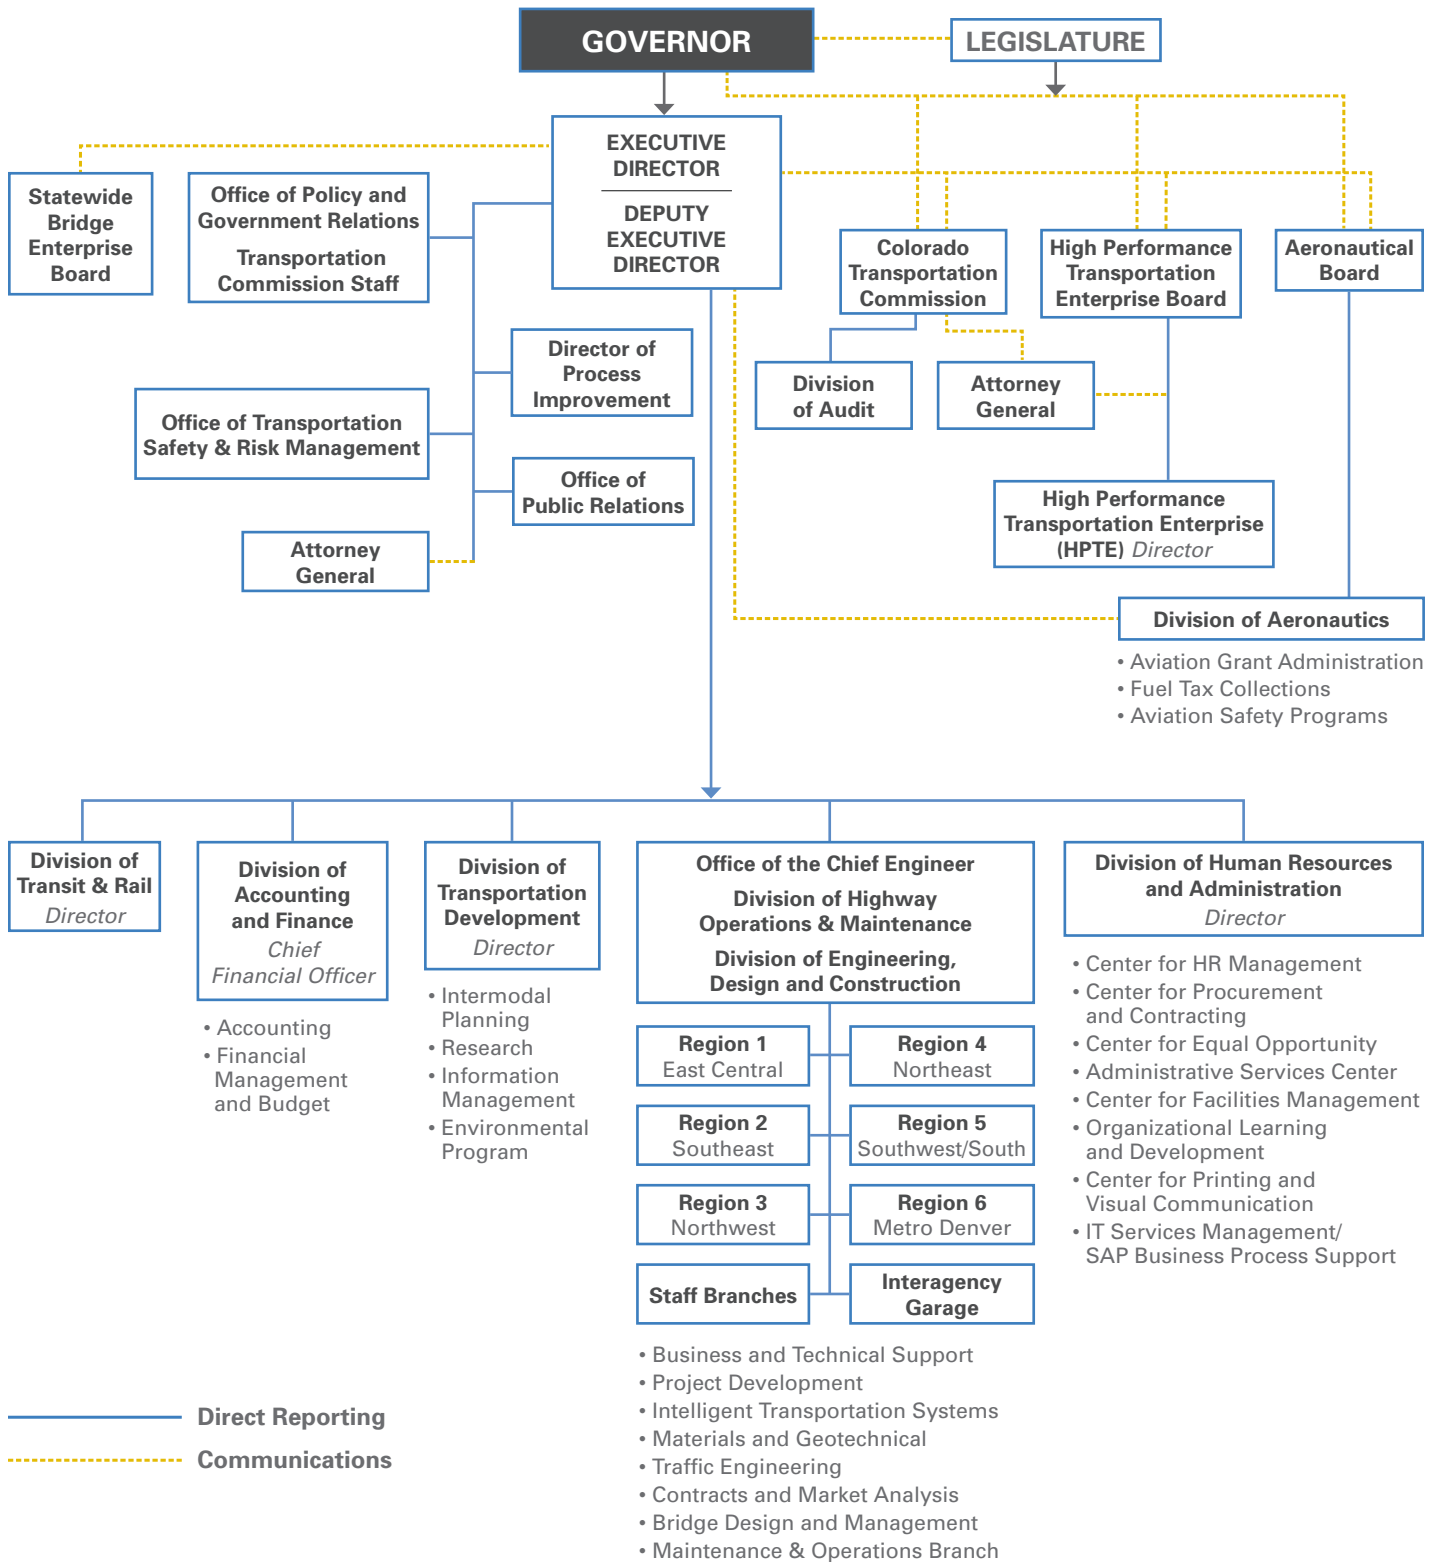 GOVERNOR
LEGISLATURE
EXECUTIVE
DIRECTOR
DEPUTY
EXECUTIVE
DIRECTOR
Statewide
Bridge
Enterprise
Board
Office of Policy and
Government Relations
Transportation
Commission Staff
Colorado
Transportation
Commission
High Performance
Transportation
Enterprise Board
Aeronautical
Board
Director of
Process
Improvement
Division
of Audit
Attorney
General
Office of Transportation
Safety & Risk Management
Office of
Public Relations
High Performance
Transportation Enterprise
(HPTE) Director
Attorney
General
Division of Aeronautics
• Aviation Grant Administration
• Fuel Tax Collections
• Aviation Safety Programs
Division of
Transit & Rail
Director
Division of
Accounting
and Finance
Chief
Financial Officer
• Accounting
• Financial
Management
and Budget
Division of
Transportation
Development
Director
• Intermodal
Planning
• Research
• Information
Management
• Environmental
Program
Office of the Chief Engineer
Division of Highway
Operations & Maintenance
Division of Engineering,
Design and Construction
Region 1
East Central
Region 4
Northeast
Region 2
Southeast
Region 5
Southwest/South
Region 3
Northwest
Region 6
Metro Denver
Staff Branches
Interagency
Garage
• Business and Technical Support
• Project Development
• Intelligent Transportation Systems
• Materials and Geotechnical
• Traffic Engineering
• Contracts and Market Analysis
• Bridge Design and Management
• Maintenance & Operations Branch
Division of Human Resources
and Administration
Director
• Center for HR Management
• Center for Procurement
and Contracting
• Center for Equal Opportunity
• Administrative Services Center
• Center for Facilities Management
• Organizational Learning
and Development
• Center for Printing and
Visual Communication
• IT Services Management/
SAP Business Process Support
Direct Reporting
Communications